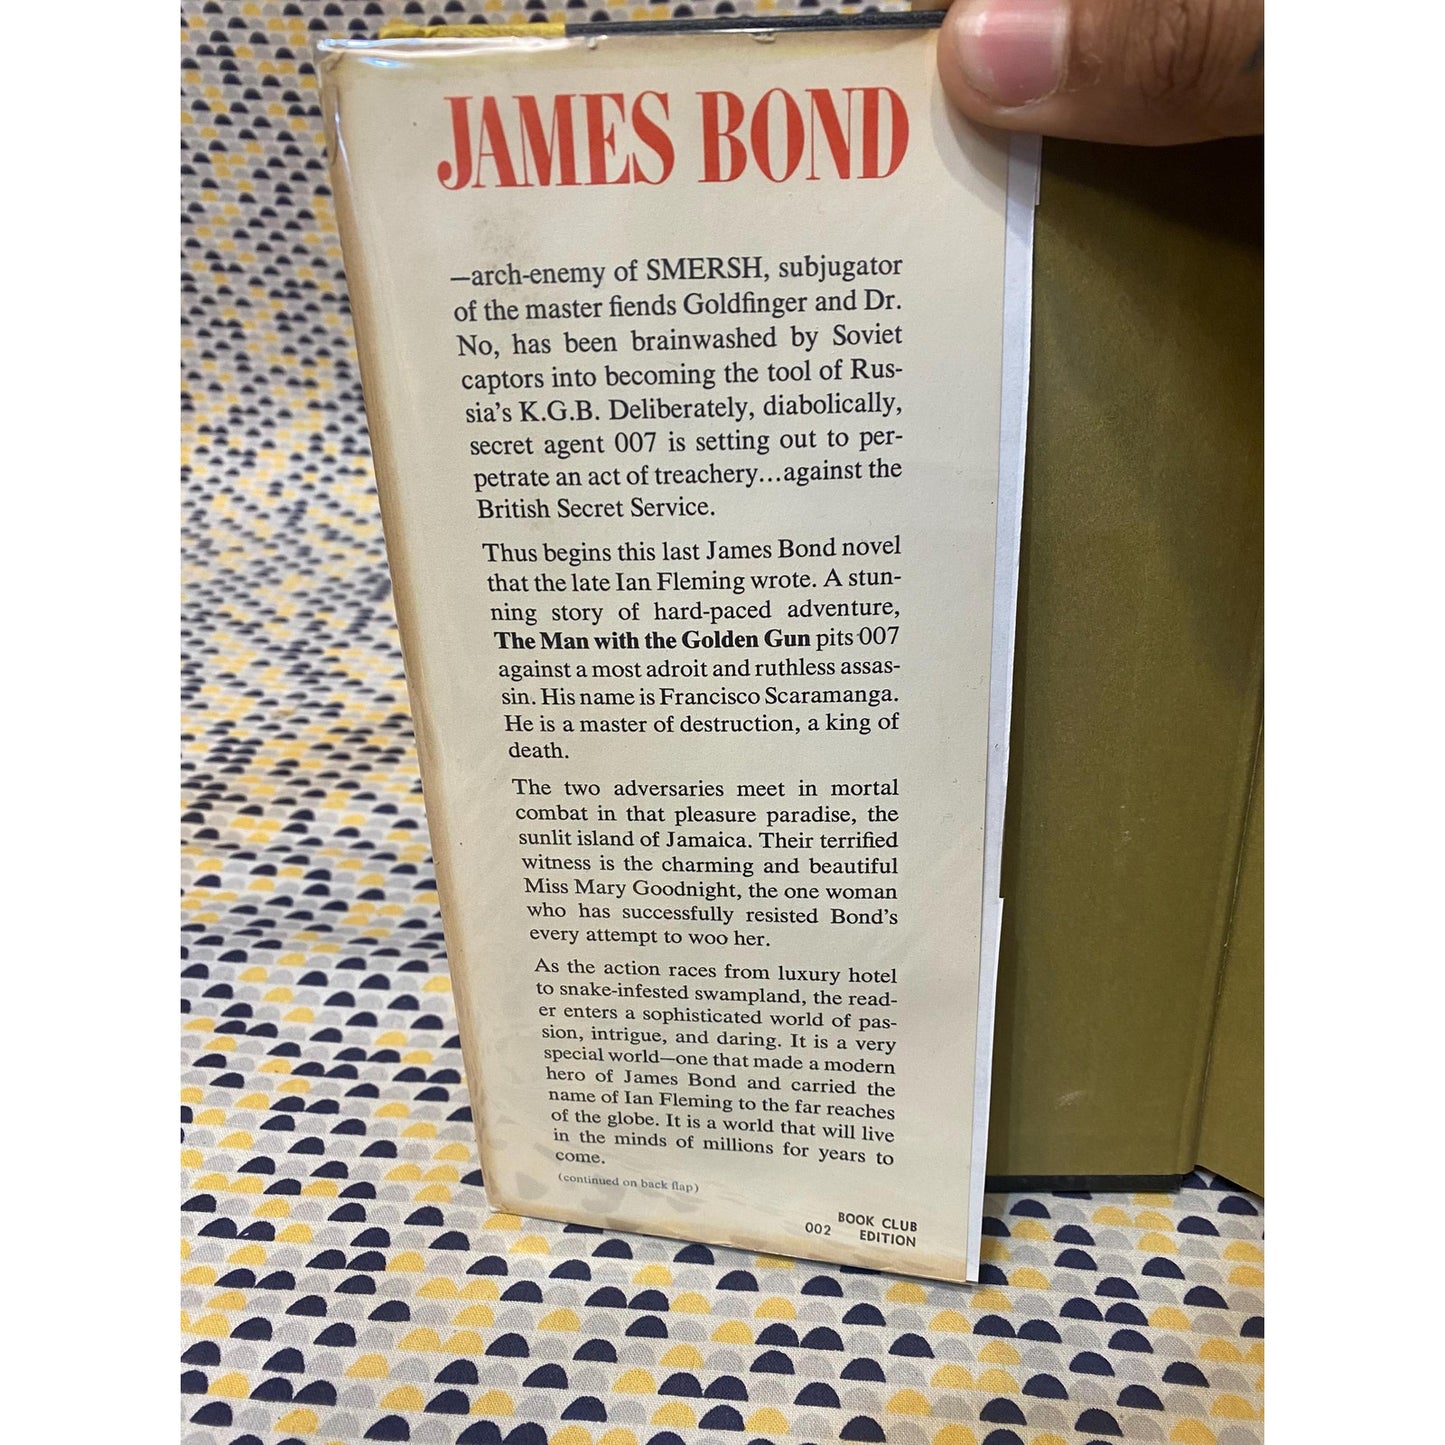 JAMES BOND
—arch-enemy of SMERSH, subjugator
of the master fiends Goldfinger and Dr.
No, has been brainwashed by Soviet
captors into becoming the tool of Rus-
sia's K.G.B. Deliberately, diabolically,
secret agent 007 is setting out to per-
petrate an act of treachery...against the
British Secret Service.
Thus begins this last James Bond novel
that the late Ian Fleming wrote. A stun-
ning story of hard-paced adventure,
The Man with the Golden Gun pits 007
against a most adroit and ruthless assas-
sin. His name is Francisco Scaramanga.
He is a master of destruction, a king of
death.
The two adversaries meet in mortal
combat in that pleasure paradise, the
sunlit island of Jamaica. Their terrified
witness is the charming and beautiful
Miss Mary Goodnight, the one woman
who has successfully resisted Bond's
every attempt to woo her.
As the action races from luxury hotel
to snake-infested swampland, the read-
er enters a sophisticated world of pas-
sion, intrigue, and daring. It is a very
special world—one that made a modern
hero of James Bond and carried the
name of Ian Fleming to the far reaches
of the globe. It is a world that will live
in the minds of millions for years to
come.
(continued on back flap)
BOOK CLUB
002 EDITION